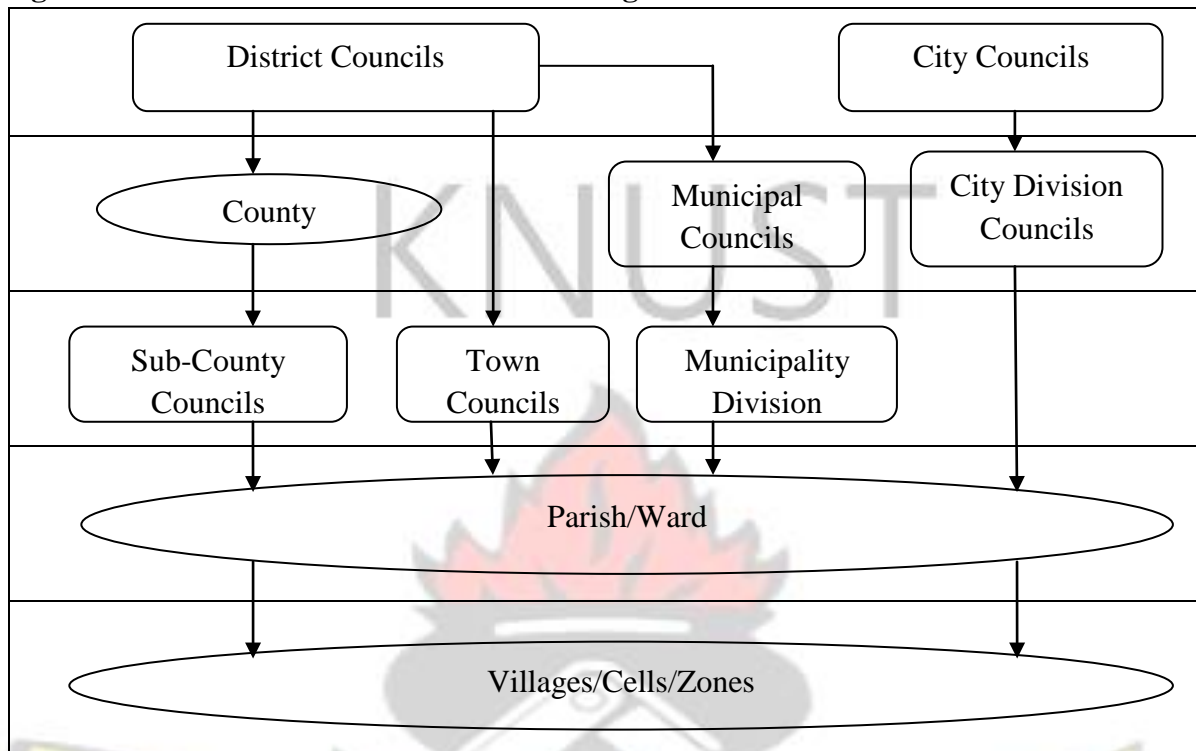 District Councils
City Councils
County
Municipal
Councils
City Division
Councils
KNUST
Sub-County
Councils
Town
Councils
Municipality
Division
Parish/Ward
Villages/Cells/Zones